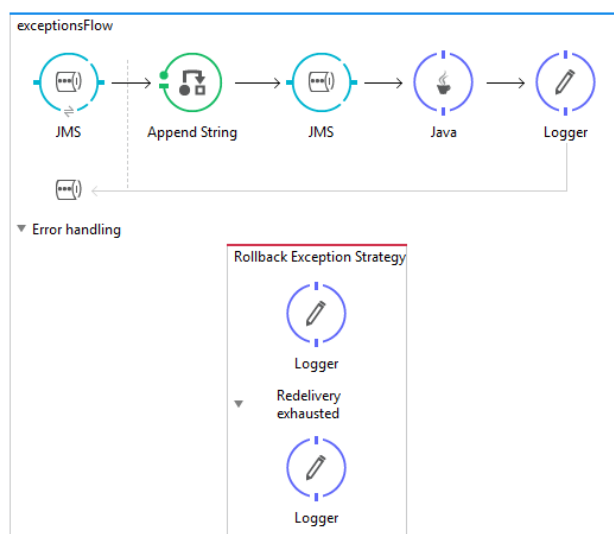 exceptionsFlow
JMS
Append String
JMS
Java
Logger
Error handling
Rollback Exception Strategy
Logger
Redelivery
exhausted
Logger